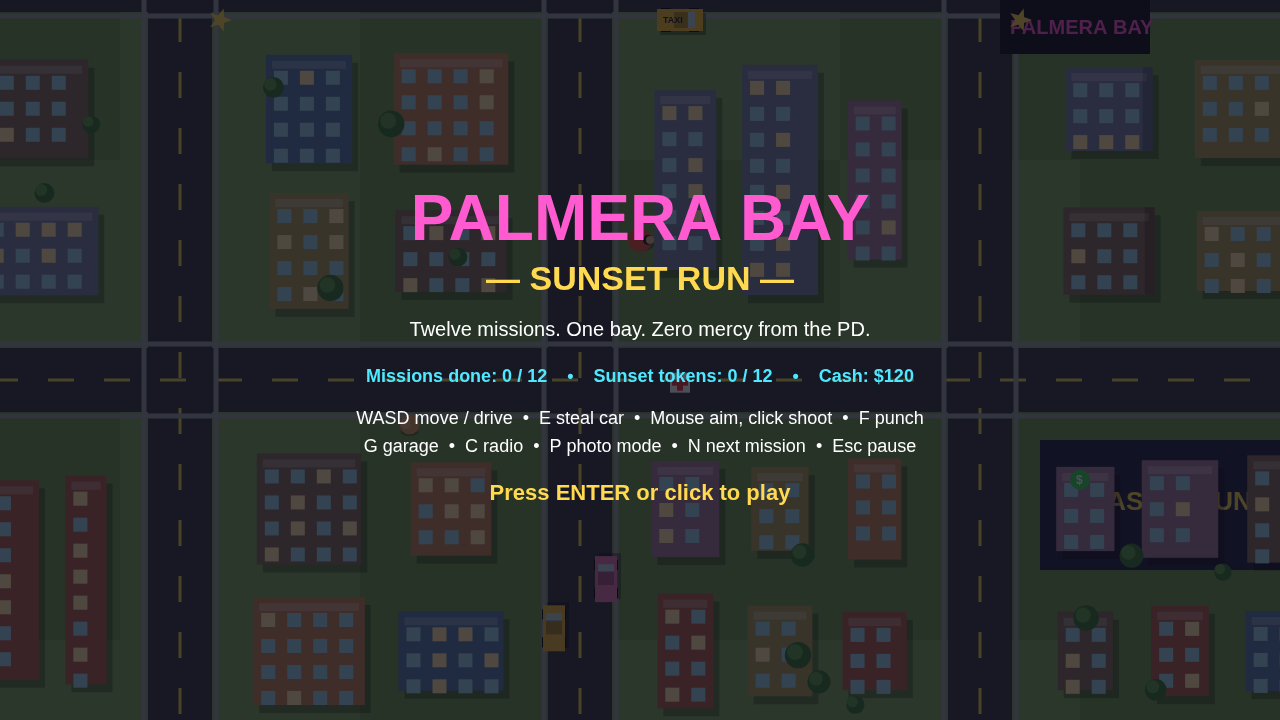 TAXI
PALMERA BAY
PALMERA BAY
— SUNSET RUN —
Twelve missions. One bay. Zero mercy from the PD.
Missions done: 0 / 12 • Sunset tokens: 0 / 12 • Cash: $120
WASD move / drive • E steal car • Mouse aim, click shoot • F punch
G garage • C radio • P photo mode • N next mission • Esc pause
Press ENTER or click to play
$